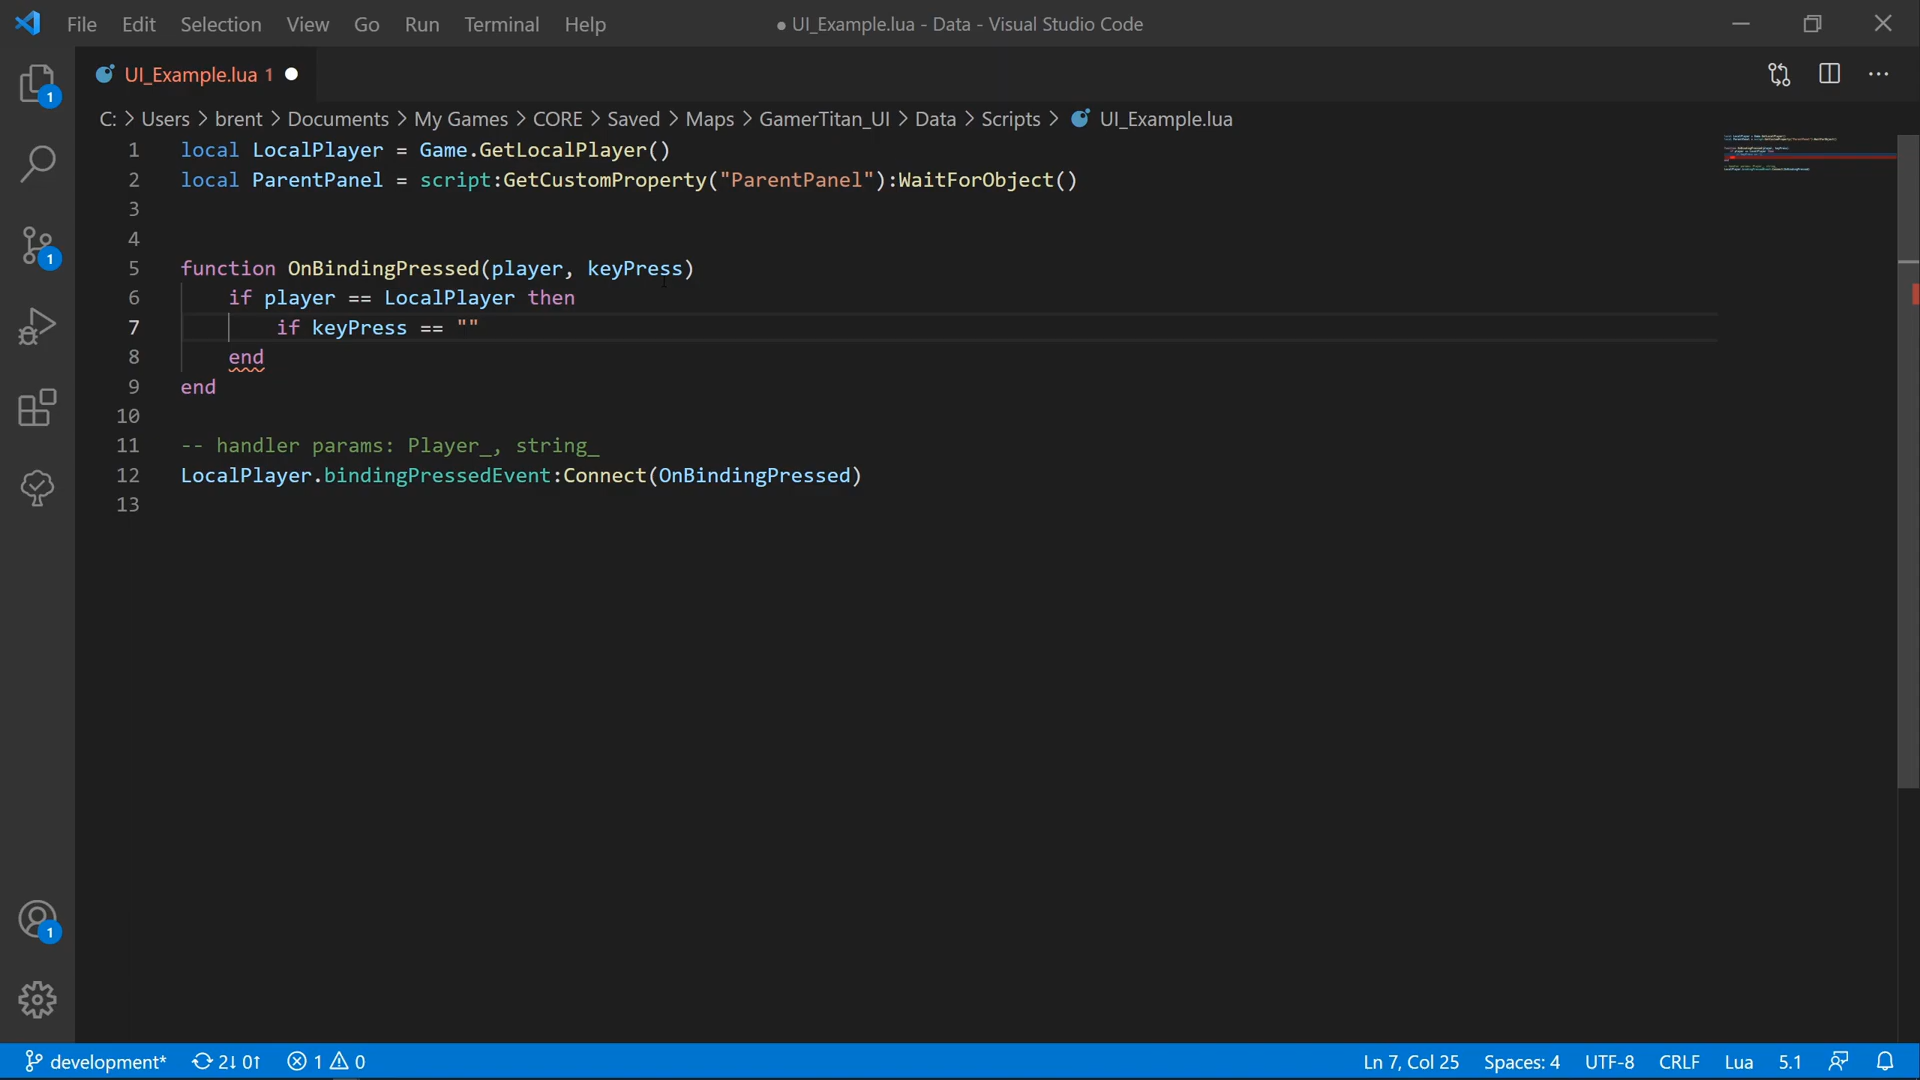 File Edit Selection View Go Run Terminal Help
● UI_Example.lua - Data - Visual Studio Code
UI_Example.lua 1 ●
C: > Users > brent > Documents > My Games > CORE > Saved > Maps > GamerTitan_UI > Data > Scripts > UI_Example.lua
1 local LocalPlayer = Game.GetLocalPlayer()
2 local ParentPanel = script:GetCustomProperty("ParentPanel"):WaitForObject()
3
4
5 function OnBindingPressed(player, keyPress)
6 if player == LocalPlayer then
7 if keyPress == ""
8 end
9 end
10
11 -- handler params: Player_, string_
12 LocalPlayer.bindingPressedEvent:Connect(OnBindingPressed)
13
1
1
1
development* 2↓ 0↑ 1 0 Ln 7, Col 25 Spaces: 4 UTF-8 CRLF Lua 5.1